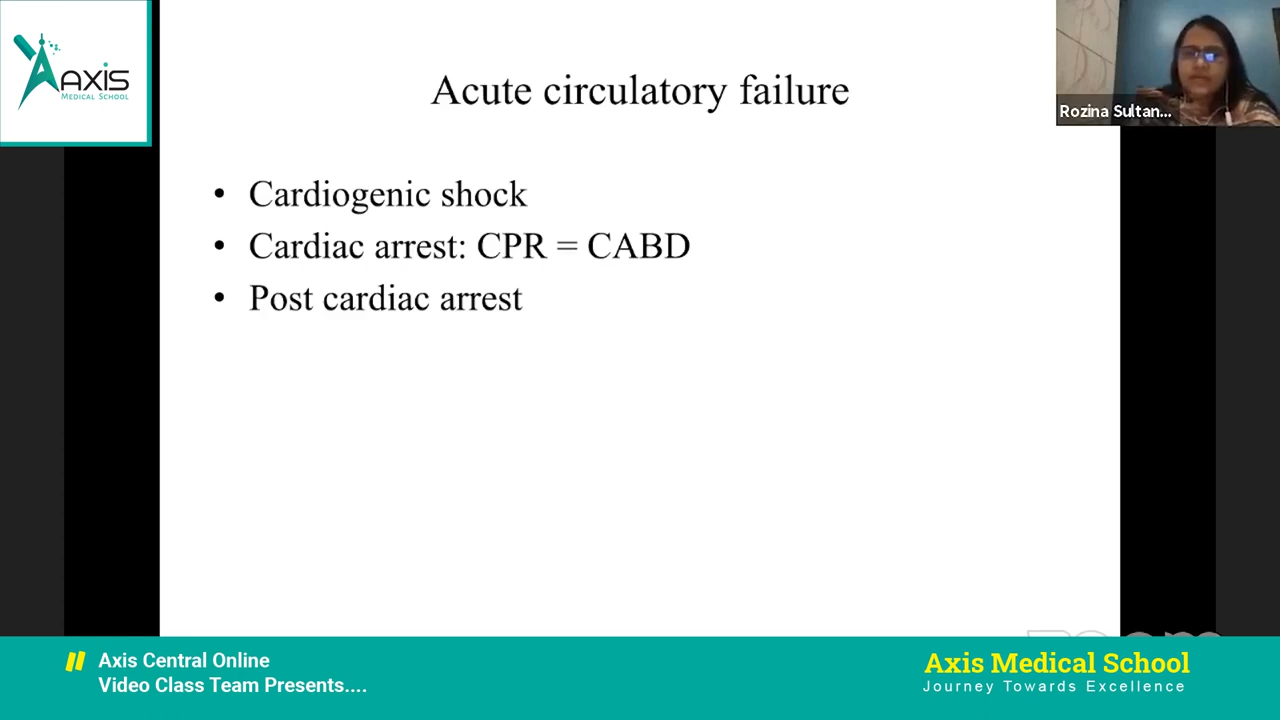 AXIS
MEDICAL SCHOOL
Acute circulatory failure
Rozina Sultan...
• Cardiogenic shock
• Cardiac arrest: CPR = CABD
• Post cardiac arrest
Axis Central Online
Video Class Team Presents....
Axis Medical School
Journey Towards Excellence